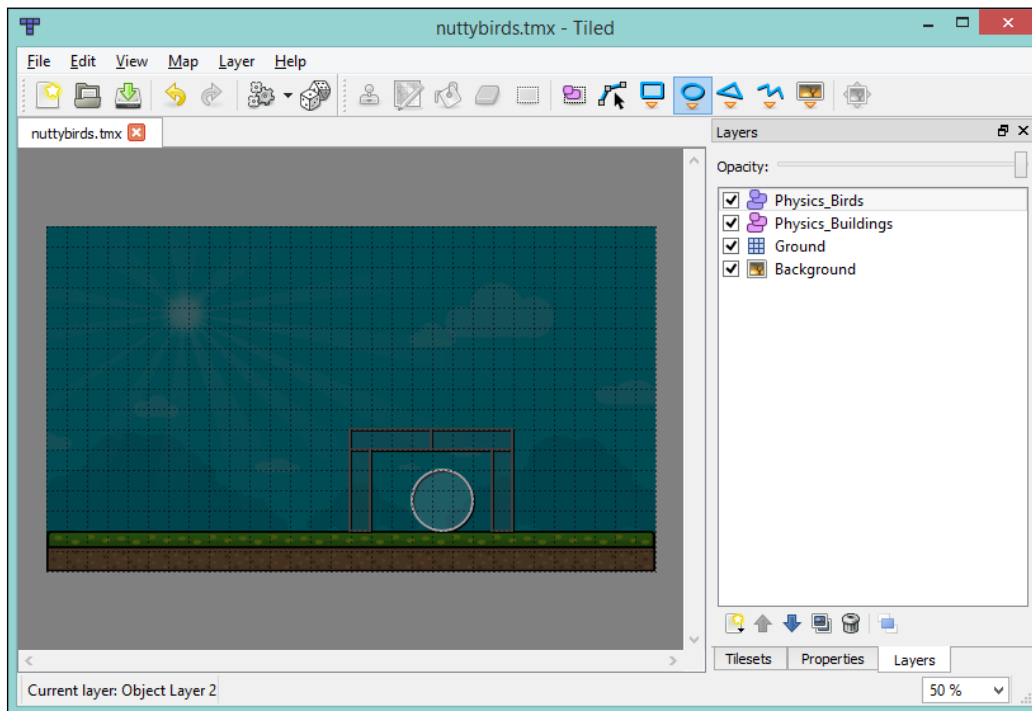 nuttybirds.tmx - Tiled
File Edit View Map Layer Help
nuttybirds.tmx
Layers
Opacity:
Physics_Birds
Physics_Buildings
Ground
Background
Tilesets Properties Layers
Current layer: Object Layer 2
50 %